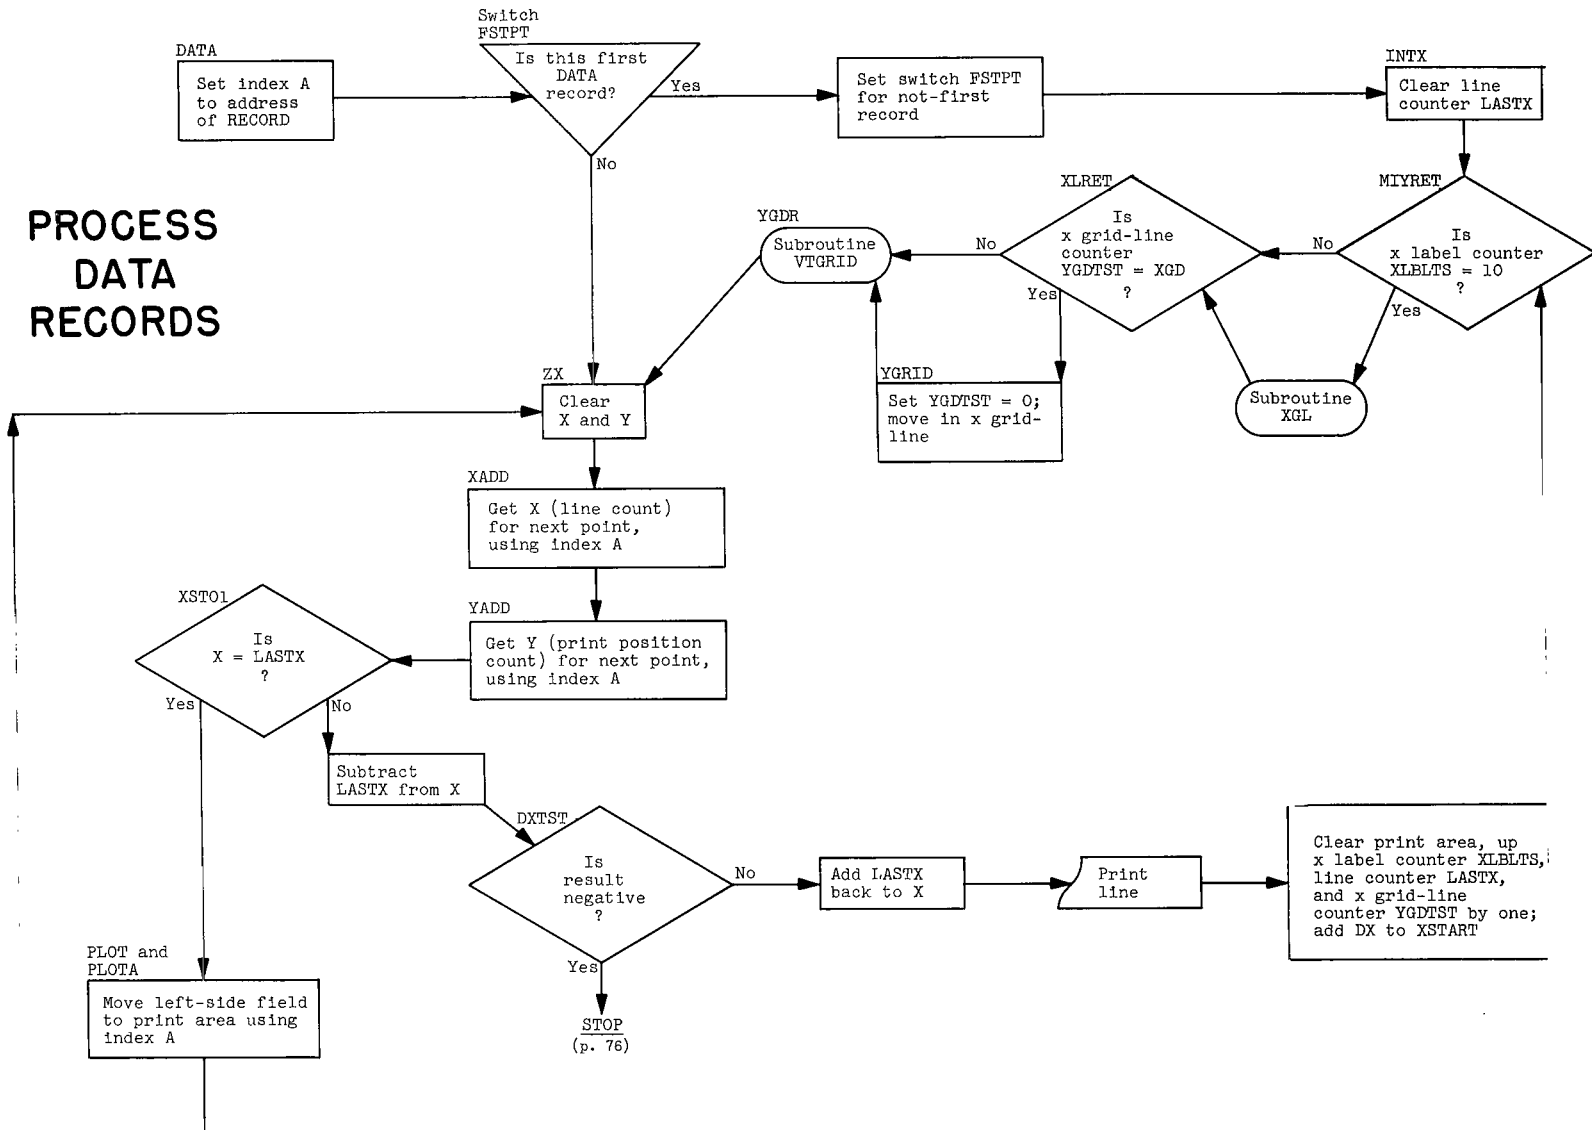 PROCESS
DATA
RECORDS
DATA
Set index A
to address
of RECORD
Switch
FSTPT
Is this first
DATA
record?
Yes
No
Set switch FSTPT
for not-first
record
INTX
Clear line
counter LASTX
MIYRET
Is
x label counter
XLBLTS = 10
?
No
Yes
Subroutine
XGL
XLRET
Is
x grid-line
counter
YGDTST = XGD
?
No
Yes
YGRID
Set YGDTST = 0;
move in x grid-
line
YGDR
Subroutine
VTGRID
ZX
Clear
X and Y
XADD
Get X (line count)
for next point,
using index A
YADD
Get Y (print position
count) for next point,
using index A
XSTO1
Is
X = LASTX
?
Yes
No
Subtract
LASTX from X
DXTST
Is
result
negative
?
No
Yes
STOP
(p. 76)
Add LASTX
back to X
Print
line
Clear print area, up
x label counter XLBLTS,
line counter LASTX,
and x grid-line
counter YGDTST by one;
add DX to XSTART
PLOT and
PLOTA
Move left-side field
to print area using
index A